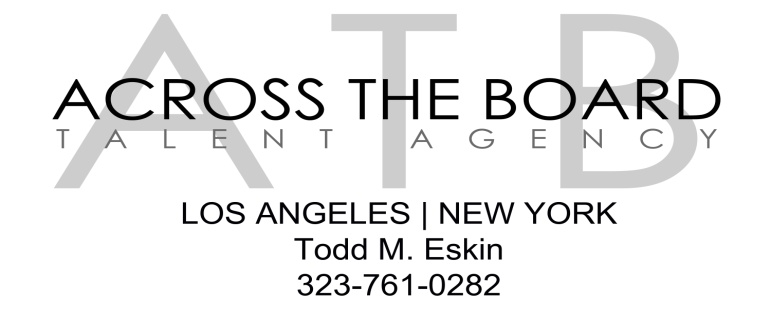 ATB
ACROSS THE BOARD
TALENT AGENCY
LOS ANGELES | NEW YORK
Todd M. Eskin
323-761-0282